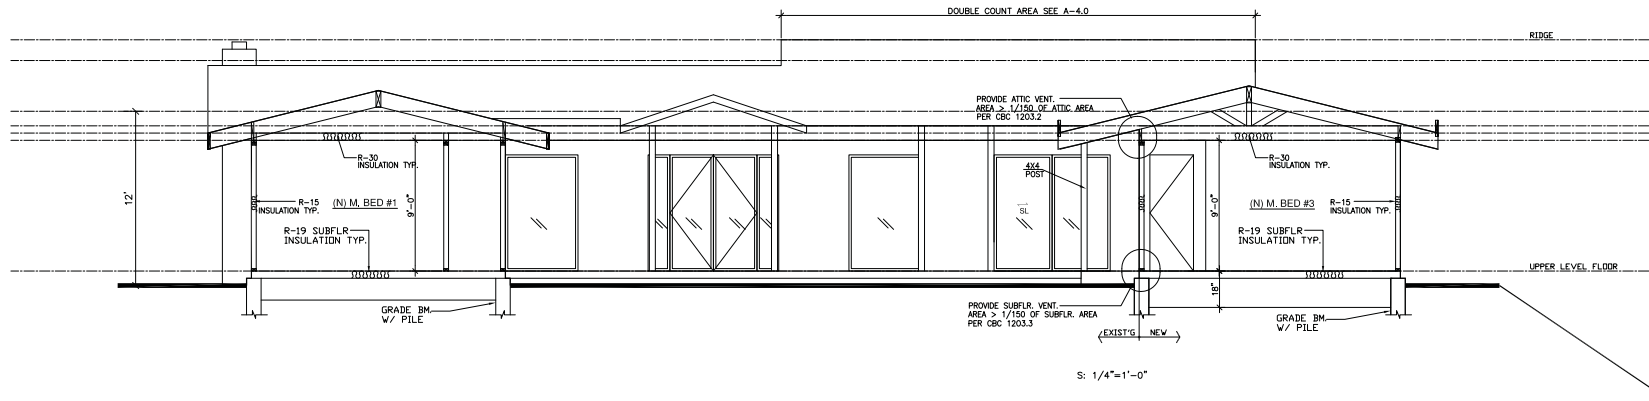 DOUBLE COUNT AREA SEE A-4.0
RIDGE
PROVIDE ATTIC VENT.
AREA > 1/150 OF ATTIC AREA
PER CBC 1203.2
R-30
INSULATION TYP.
4X4
POST
R-30
INSULATION TYP.
12'
R-15
INSULATION TYP.
(N) M. BED #1
9'-0"
SL
9'-0"
(N) M. BED #3
R-15
INSULATION TYP.
R-19 SUBFLR
INSULATION TYP.
R-19 SUBFLR
INSULATION TYP.
UPPER LEVEL FLOOR
18"
GRADE BM.
W/ PILE
PROVIDE SUBFLR. VENT.
AREA > 1/150 OF SUBFLR. AREA
PER CBC 1203.3
GRADE BM.
W/ PILE
EXIST'G NEW
S: 1/4"=1'-0"